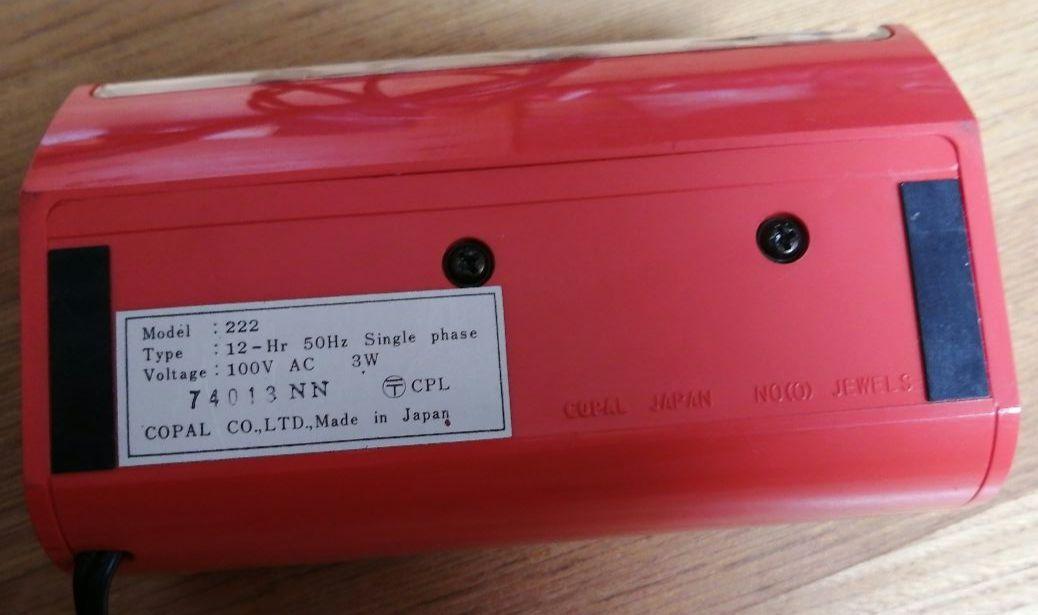 Model : 222
Type : 12-Hr 50Hz Single phase
Voltage : 100V AC 3W
74013 NN 〒 CPL
COPAL CO.,LTD.,Made in Japan
COPAL JAPAN NO(0) JEWELS